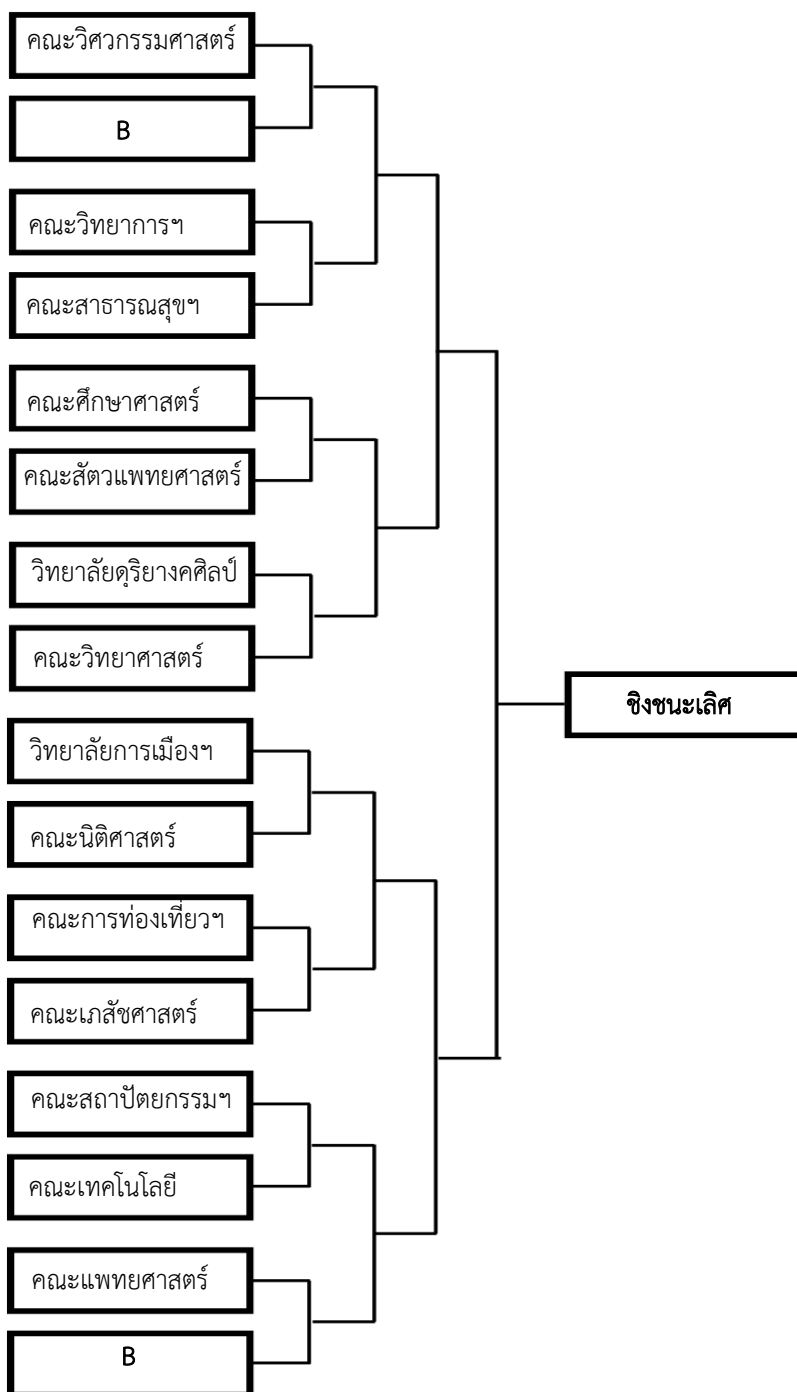 คณะวิศวกรรมศาสตร์
B
คณะวิทยาการฯ
คณะสาธารณสุขฯ
คณะศึกษาศาสตร์
คณะสัตวแพทยศาสตร์
วิทยาลัยดุริยางคศิลป์
คณะวิทยาศาสตร์
ชิงชนะเลิศ
วิทยาลัยการเมืองฯ
คณะนิติศาสตร์
คณะการท่องเที่ยวฯ
คณะเภสัชศาสตร์
คณะสถาปัตยกรรมฯ
คณะเทคโนโลยี
คณะแพทยศาสตร์
B